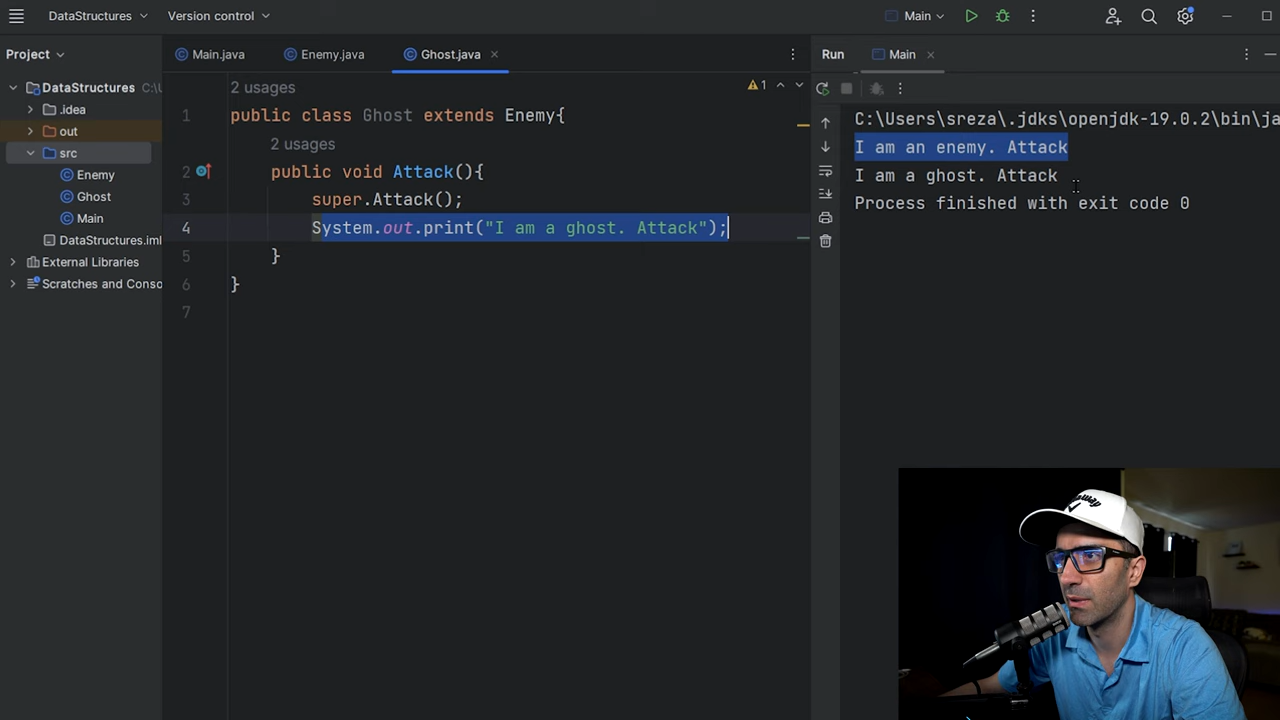 DataStructures
Version control
Main
Project
Main.java
Enemy.java
Ghost.java
Run
Main
DataStructures C:\U
.idea
out
src
Enemy
Ghost
Main
DataStructures.iml
External Libraries
Scratches and Conso
2 usages
1
1 public class Ghost extends Enemy{
2 usages
2 public void Attack(){
3 super.Attack();
4 System.out.print("I am a ghost. Attack");
5 }
6 }
7
C:\Users\sreza\.jdks\openjdk-19.0.2\bin\ja
I am an enemy. Attack
I am a ghost. Attack
Process finished with exit code 0